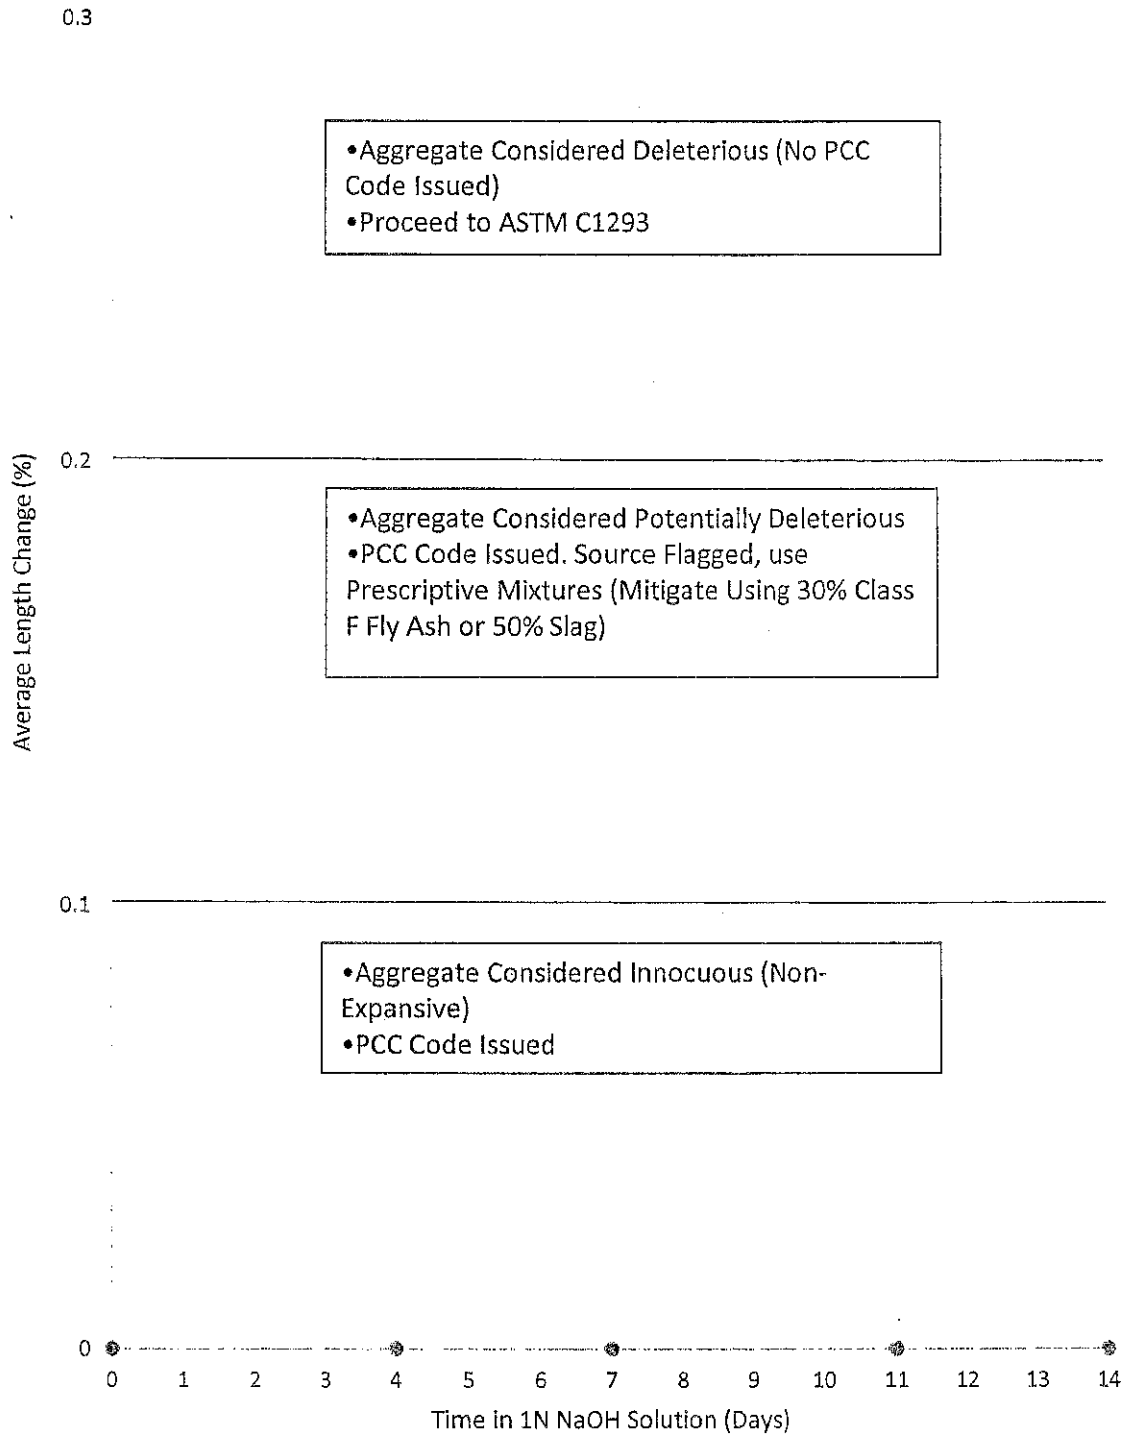 0.3
•Aggregate Considered Deleterious (No PCC
Code Issued)
•Proceed to ASTM C1293
Average Length Change (%)
0.2
•Aggregate Considered Potentially Deleterious
•PCC Code Issued. Source Flagged, use
Prescriptive Mixtures (Mitigate Using 30% Class
F Fly Ash or 50% Slag)
0.1
•Aggregate Considered Innocuous (Non-
Expansive)
•PCC Code Issued
0
0 1 2 3 4 5 6 7 8 9 10 11 12 13 14
Time in 1N NaOH Solution (Days)